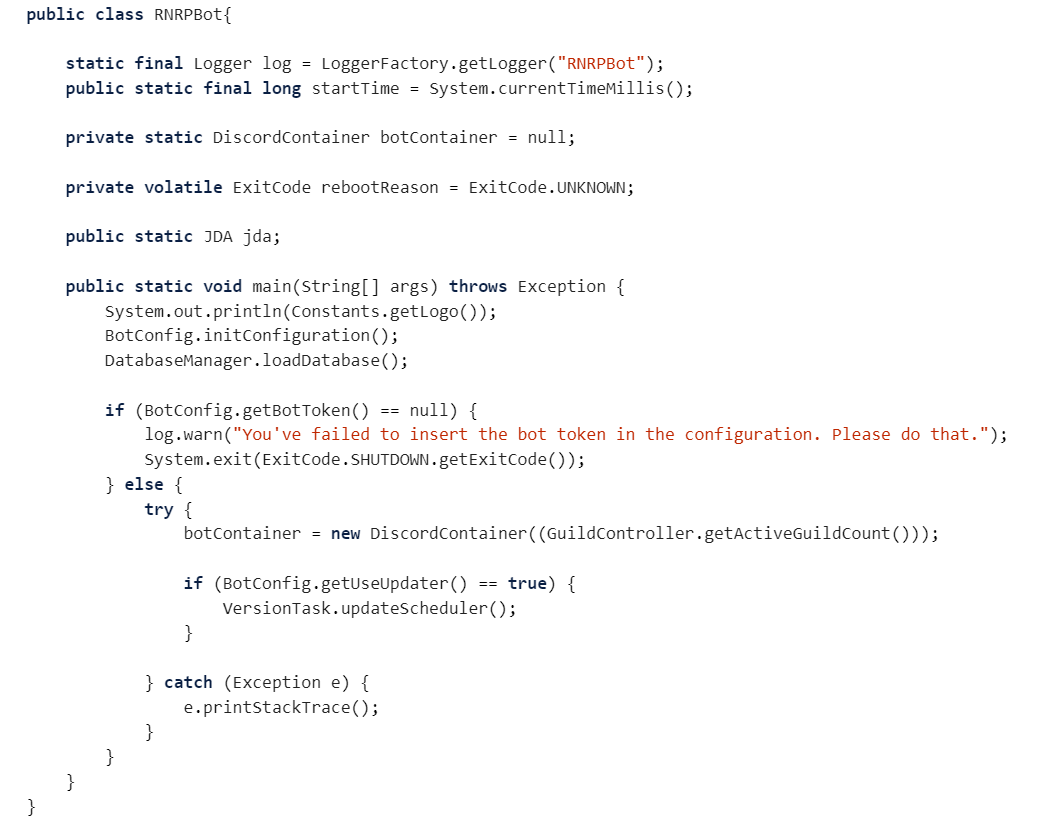 public class RNRPBot{
static final Logger log = LoggerFactory.getLogger("RNRPBot");
public static final long startTime = System.currentTimeMillis();
private static DiscordContainer botContainer = null;
private volatile ExitCode rebootReason = ExitCode.UNKNOWN;
public static JDA jda;
public static void main(String[] args) throws Exception {
System.out.println(Constants.getLogo());
BotConfig.initConfiguration();
DatabaseManager.loadDatabase();
if (BotConfig.getBotToken() == null) {
log.warn("You've failed to insert the bot token in the configuration. Please do that.");
System.exit(ExitCode.SHUTDOWN.getExitCode());
} else {
try {
botContainer = new DiscordContainer((GuildController.getActiveGuildCount()));
if (BotConfig.getUseUpdater() == true) {
VersionTask.updateScheduler();
}
} catch (Exception e) {
e.printStackTrace();
}
}
}
}